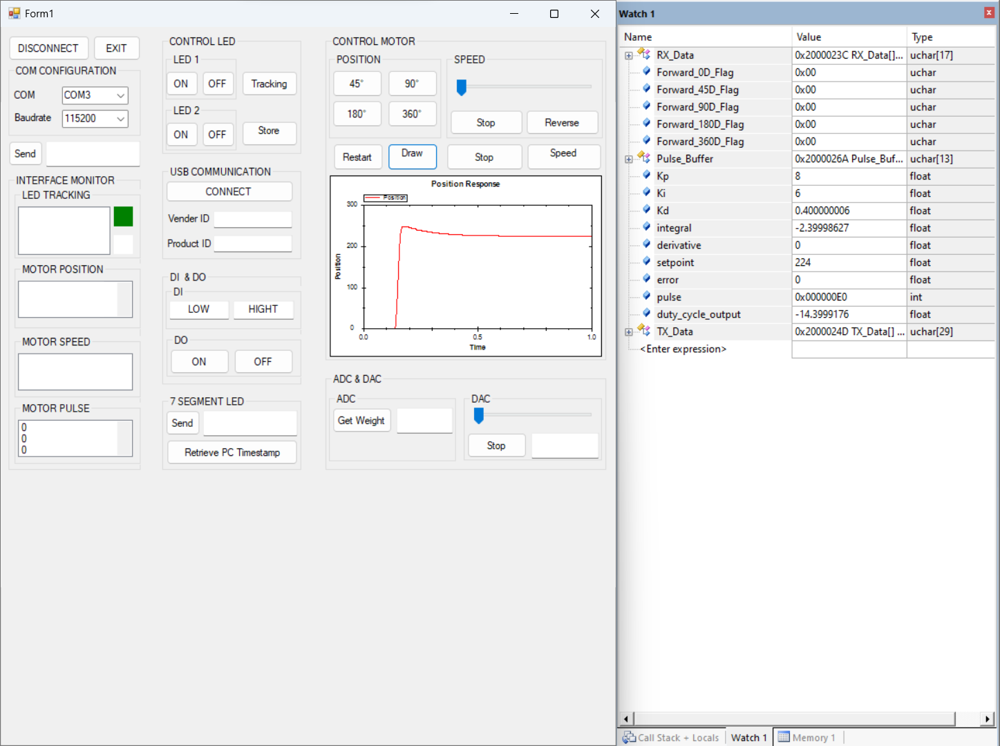 Form1
DISCONNECT
EXIT
COM CONFIGURATION
COM
COM3
Baudrate
115200
Send
INTERFACE MONITOR
LED TRACKING
MOTOR POSITION
MOTOR SPEED
MOTOR PULSE
0
0
0
CONTROL LED
LED 1
ON
OFF
Tracking
LED 2
ON
OFF
Store
USB COMMUNICATION
CONNECT
Vender ID
Product ID
DI & DO
DI
LOW
HIGHT
DO
ON
OFF
7 SEGMENT LED
Send
Retrieve PC Timestamp
CONTROL MOTOR
POSITION
45°
90°
180°
360°
SPEED
Stop
Reverse
Restart
Draw
Stop
Speed
Position Response
Position
300
200
100
0
Position
0.0
0.5
1.0
Time
ADC & DAC
ADC
Get Weight
DAC
Stop
Watch 1
Name Value Type
RX_Data 0x2000023C RX_Data[]... uchar[17]
Forward_0D_Flag 0x00 uchar
Forward_45D_Flag 0x00 uchar
Forward_90D_Flag 0x00 uchar
Forward_180D_Flag 0x00 uchar
Forward_360D_Flag 0x00 uchar
Pulse_Buffer 0x2000026A Pulse_Buf... uchar[13]
Kp 8 float
Ki 6 float
Kd 0.400000006 float
integral -2.39998627 float
derivative 0 float
setpoint 224 float
error 0 float
pulse 0x000000E0 int
duty_cycle_output -14.3999176 float
TX_Data 0x2000024D TX_Data[] ... uchar[29]
<Enter expression>
Call Stack + Locals
Watch 1
Memory 1